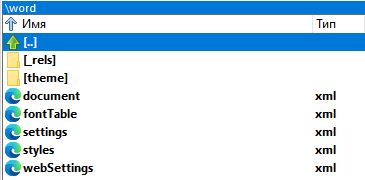 \word
Имя Тип
[..]
[_rels]
[theme]
document xml
fontTable xml
settings xml
styles xml
webSettings xml